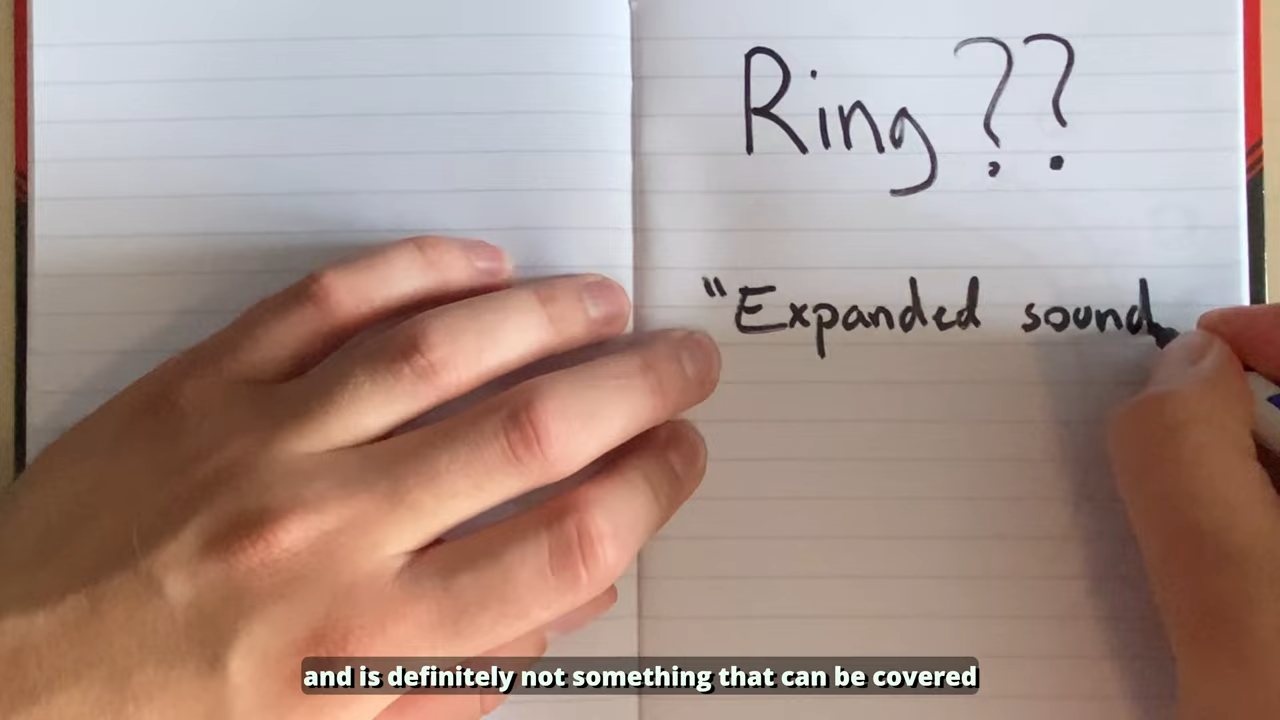 Ring ??
"Expanded sound
and is definitely not something that can be covered